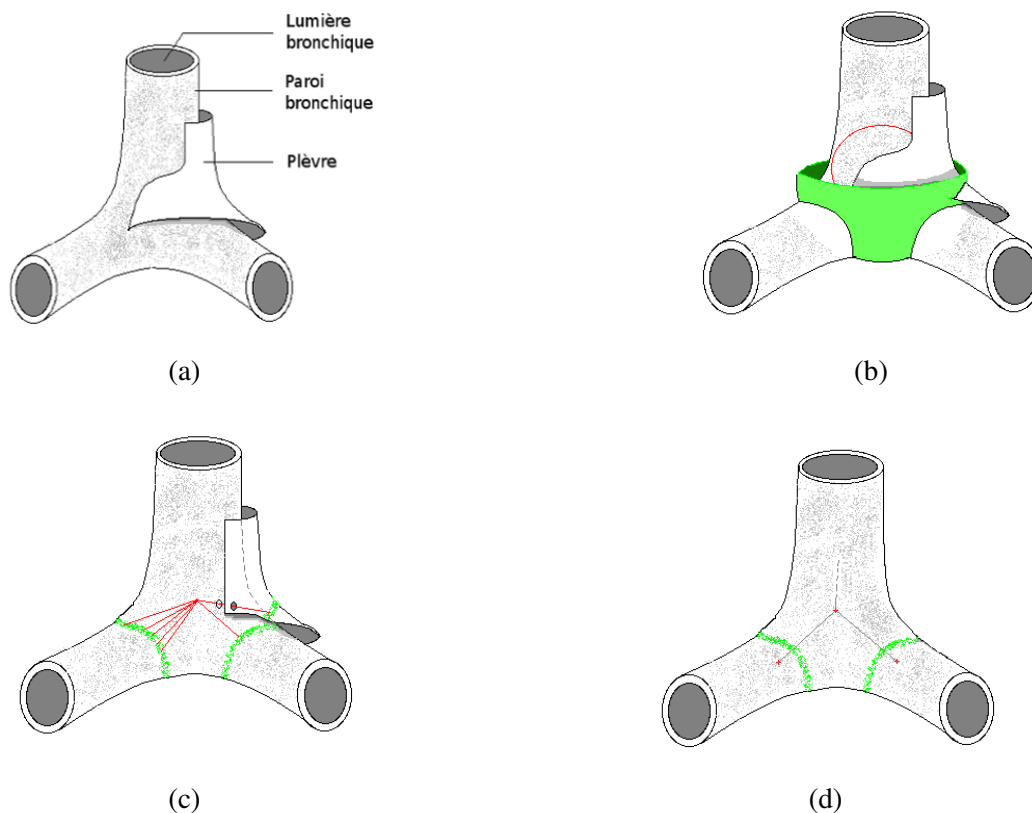 Lumière
bronchique
Paroi
bronchique
Plèvre
(a)
(b)
(c)
(d)